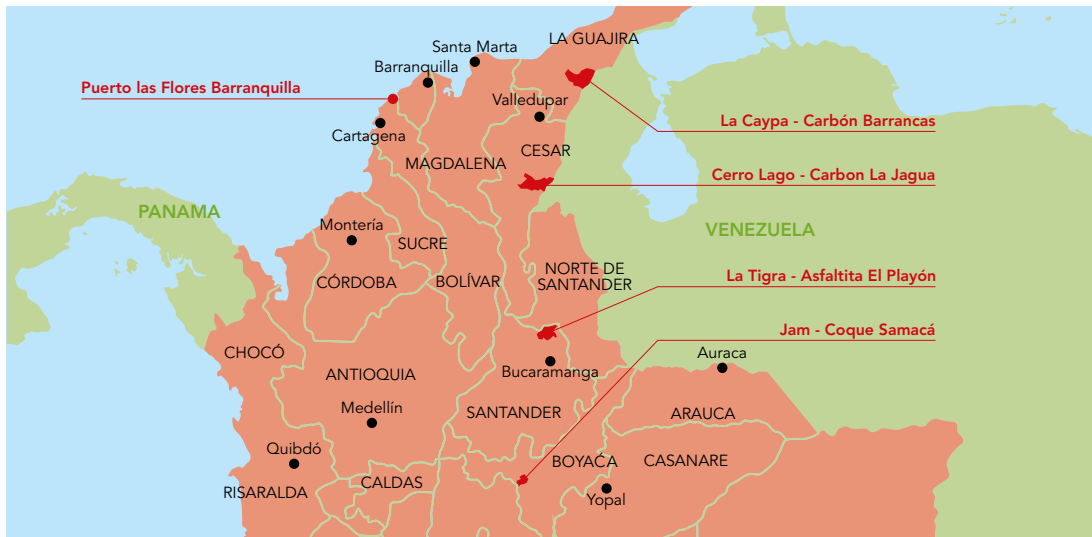 LA GUAJIRA
Santa Marta
Barranquilla
Puerto las Flores Barranquilla
Valledupar
La Caypa - Carbón Barrancas
Cartagena
CESAR
MAGDALENA
Cerro Lago - Carbon La Jagua
PANAMA
Montería
VENEZUELA
SUCRE
NORTE DE
SANTANDER
La Tigra - Asfaltita El Playón
CÓRDOBA
BOLÍVAR
Jam - Coque Samacá
CHOCÓ
Auraca
ANTIOQUIA
Bucaramanga
Medellín
SANTANDER
ARAUCA
Quibdó
BOYACA
CASANARE
RISARALDA
CALDAS
Yopal